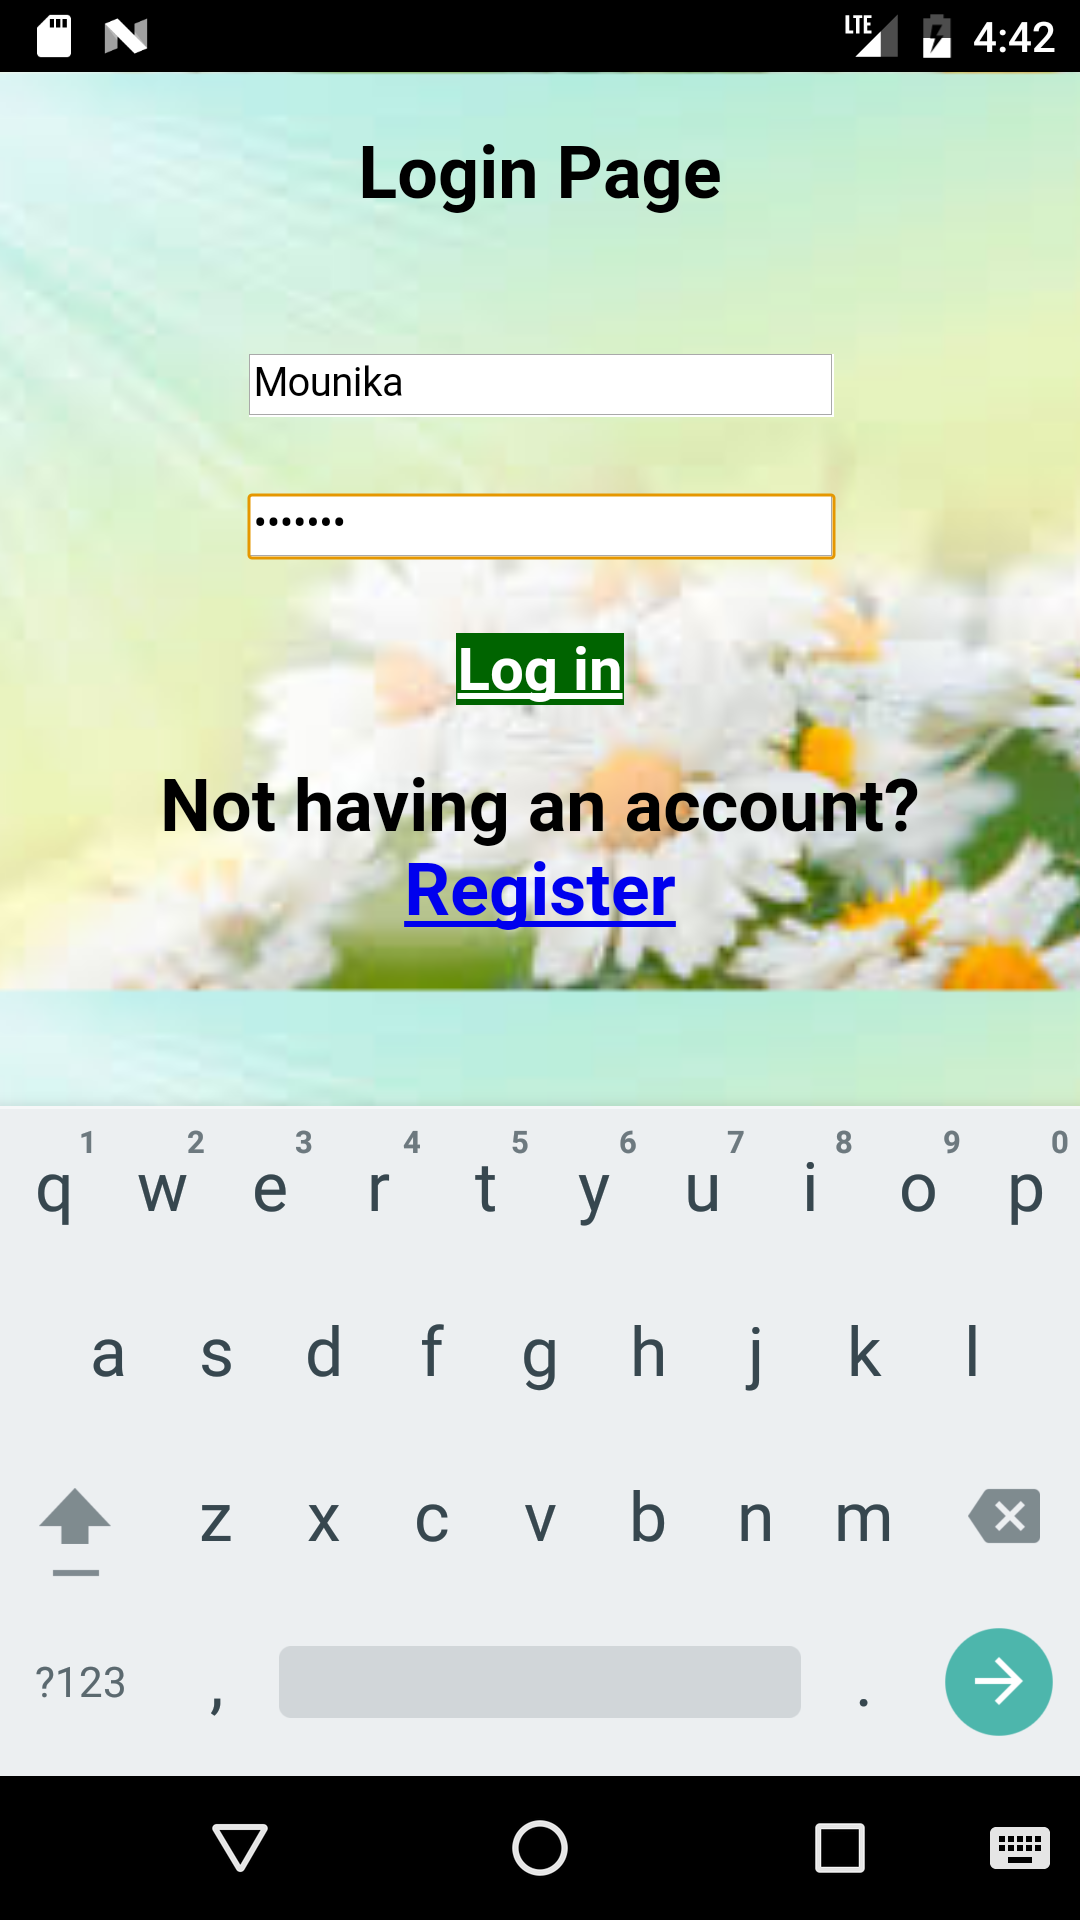 LTE 4:42
Login Page
Mounika
•••••••
Log in
Not having an account?
Register
1 2 3 4 5 6 7 8 9 0
q w e r t y u i o p
a s d f g h j k l
z x c v b n m
?123 , .